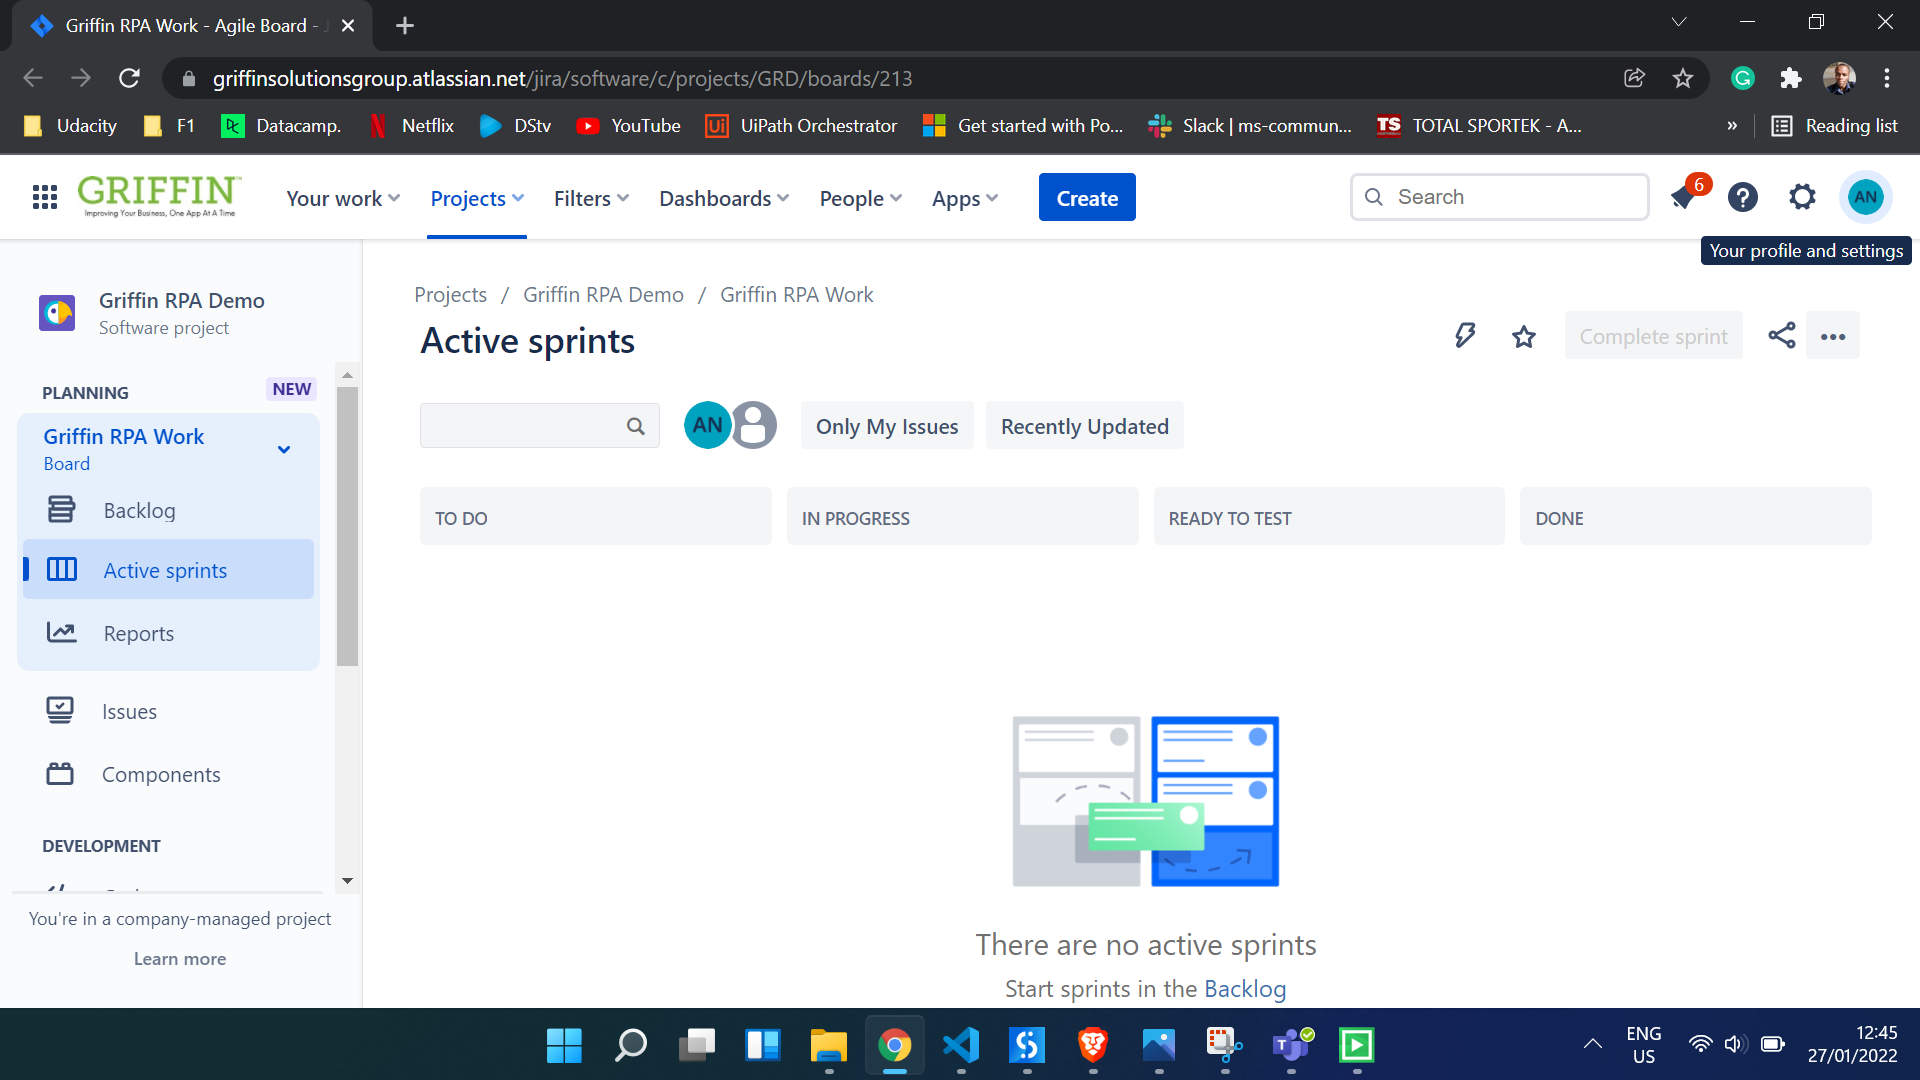 Griffin RPA Work - Agile Board -
griffinsolutionsgroup.atlassian.net/jira/software/c/projects/GRD/boards/213
Udacity F1 Datacamp. Netflix DStv YouTube UiPath Orchestrator Get started with Po... Slack | ms-commun... TOTAL SPORTEK - A... » Reading list
GRIFFIN™
Improving Your Business, One App At A Time
Your work Projects Filters Dashboards People Apps Create Search 6 AN
Your profile and settings
Griffin RPA Demo
Software project
Projects / Griffin RPA Demo / Griffin RPA Work
Active sprints
Complete sprint
PLANNING NEW
Griffin RPA Work
Board
Backlog
Active sprints
Reports
Issues
Components
DEVELOPMENT
You're in a company-managed project
Learn more
AN Only My Issues Recently Updated
TO DO IN PROGRESS READY TO TEST DONE
There are no active sprints
Start sprints in the Backlog
ENG
US
12:45
27/01/2022